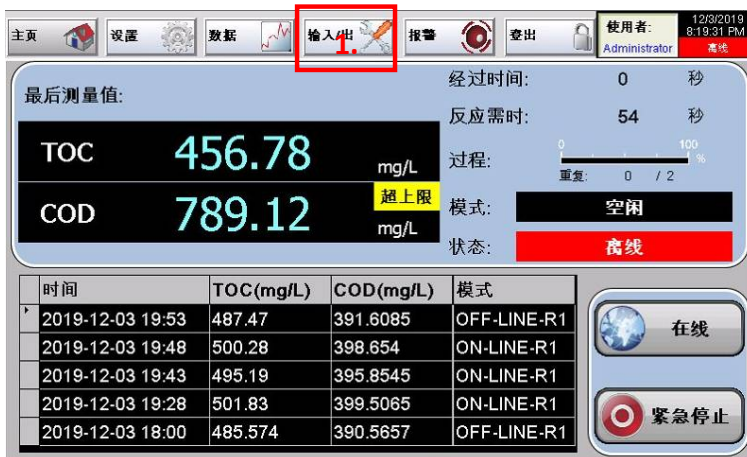 主页 设置 数据 输入/出 报警 登出 使用者: 12/3/2019
Administrator 8:19:31 PM
离线
1.
最后测量值:
TOC 456.78 mg/L
COD 789.12 超上限 mg/L
经过时间: 0 秒
反应需时: 54 秒
过程: 0 100 %
重复: 0 / 2
模式: 空闲
状态: 离线
时间 TOC(mg/L) COD(mg/L) 模式
2019-12-03 19:53 487.47 391.6085 OFF-LINE-R1
2019-12-03 19:48 500.28 398.654 ON-LINE-R1
2019-12-03 19:43 495.19 395.8545 ON-LINE-R1
2019-12-03 19:28 501.83 399.5065 ON-LINE-R1
2019-12-03 18:00 485.574 390.5657 OFF-LINE-R1
在线
紧急停止